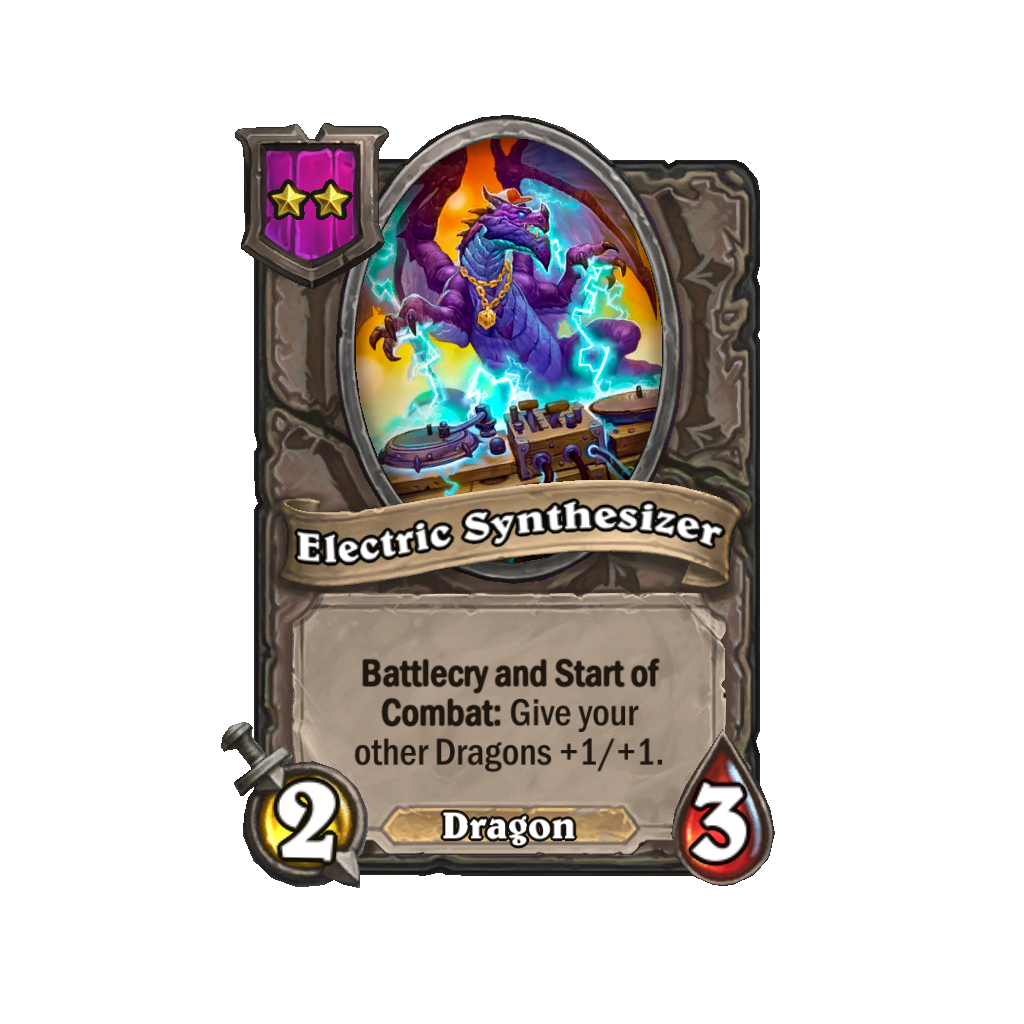 Electric Synthesizer
Battlecry and Start of
Combat: Give your
other Dragons +1/+1.
2
Dragon
3